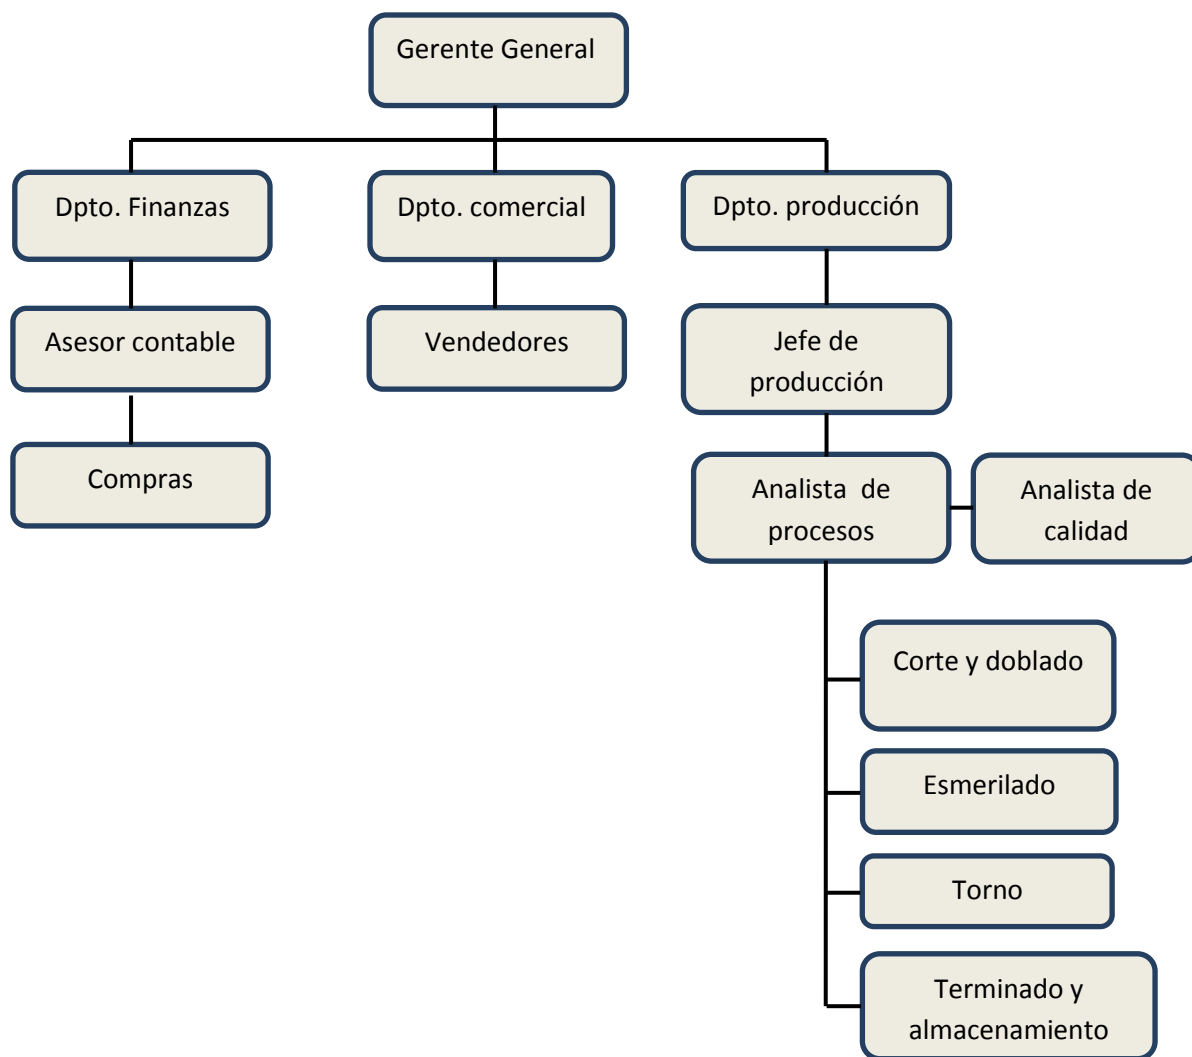 Gerente General
Dpto. Finanzas
Dpto. comercial
Dpto. producción
Asesor contable
Vendedores
Jefe de
producción
Compras
Analista de
procesos
Analista de
calidad
Corte y doblado
Esmerilado
Torno
Terminado y
almacenamiento